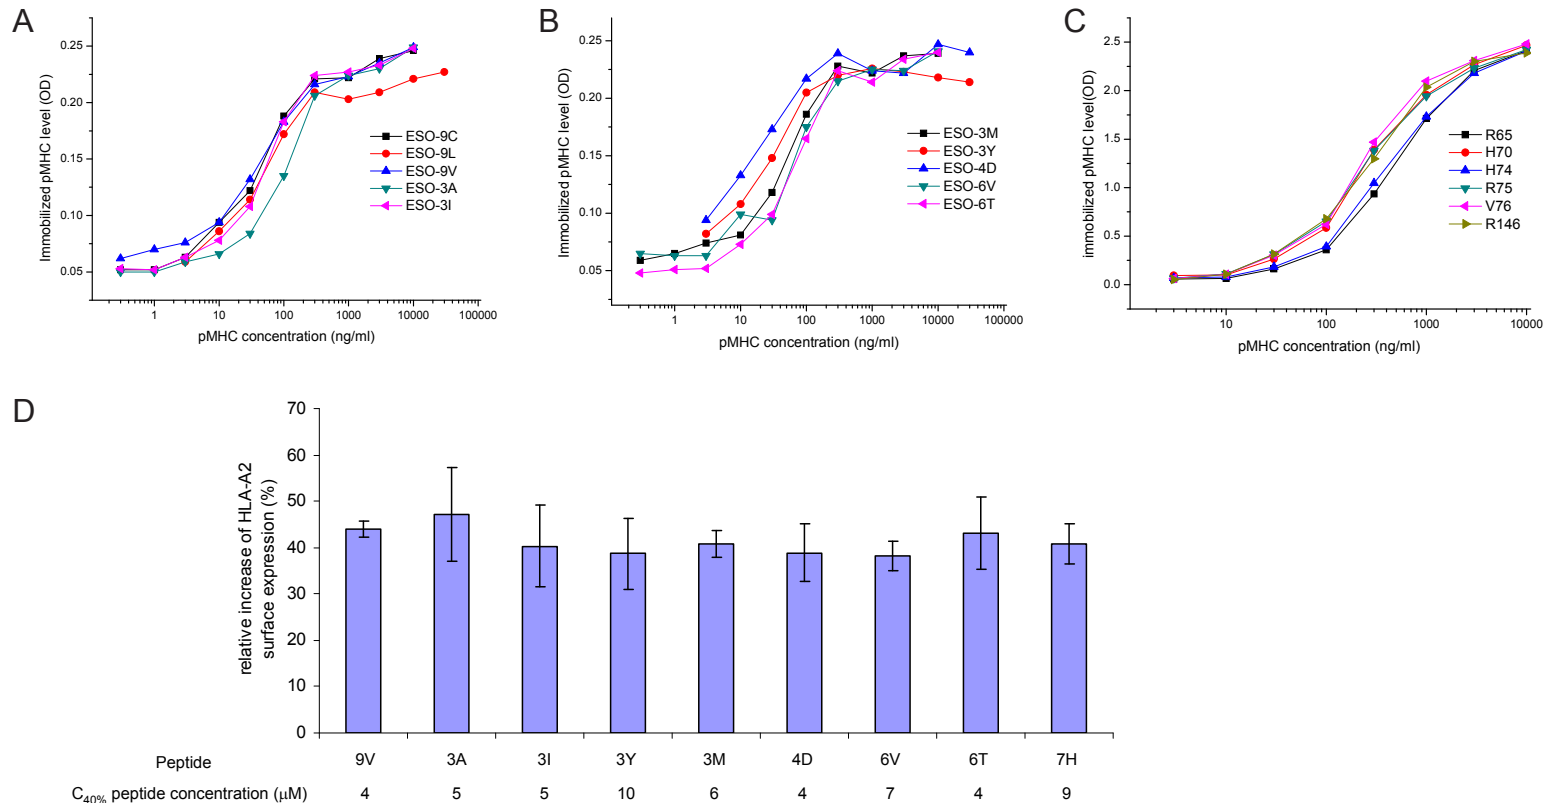 A
Immobilized pMHC level (OD)
0.25
0.20
0.15
0.10
0.05
1
10
100
1000
10000
100000
pMHC concentration (ng/ml)
ESO-9C
ESO-9L
ESO-9V
ESO-3A
ESO-3I
B
Immobilized pMHC level (OD)
0.25
0.20
0.15
0.10
0.05
1
10
100
1000
10000
100000
pMHC concentration (ng/ml)
ESO-3M
ESO-3Y
ESO-4D
ESO-6V
ESO-6T
C
immobilized pMHC level(OD)
2.5
2.0
1.5
1.0
0.5
0.0
10
100
1000
10000
pMHC concentration (ng/ml)
R65
H70
H74
R75
V76
R146
D
relative increase of HLA-A2
surface expression (%)
70
60
50
40
30
20
10
0
Peptide 9V 3A 3I 3Y 3M 4D 6V 6T 7H
C40% peptide concentration (μM) 4 5 5 10 6 4 7 4 9